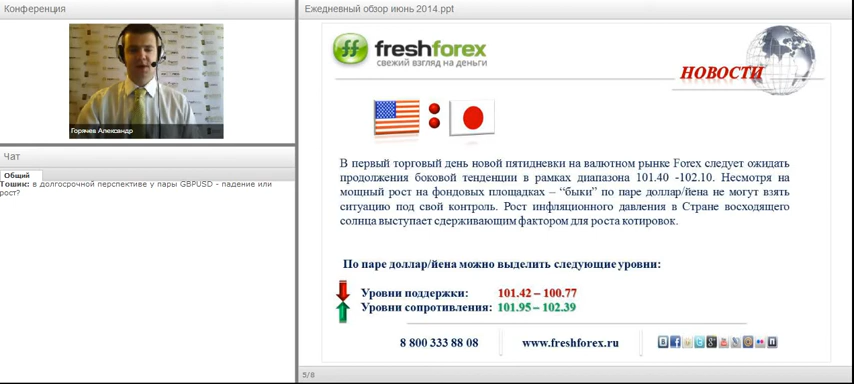 Конференция
Горячев Александр
Чат
Общий
Тошик: в долгосрочной перспективе у пары GBPUSD - падение или
рост?
Ежедневный обзор июнь 2014.ppt
freshforex
свежий взгляд на деньги
НОВОСТИ
В первый торговый день новой пятидневки на валютном рынке Forex следует ожидать
продолжения боковой тенденции в рамках диапазона 101.40 -102.10. Несмотря на
мощный рост на фондовых площадках – “быки” по паре доллар/йена не могут взять
ситуацию под свой контроль. Рост инфляционного давления в Стране восходящего
солнца выступает сдерживающим фактором для роста котировок.
По паре доллар/йена можно выделить следующие уровни:
Уровни поддержки: 101.42 – 100.77
Уровни сопротивления: 101.95 – 102.39
8 800 333 88 08 www.freshforex.ru
5/8